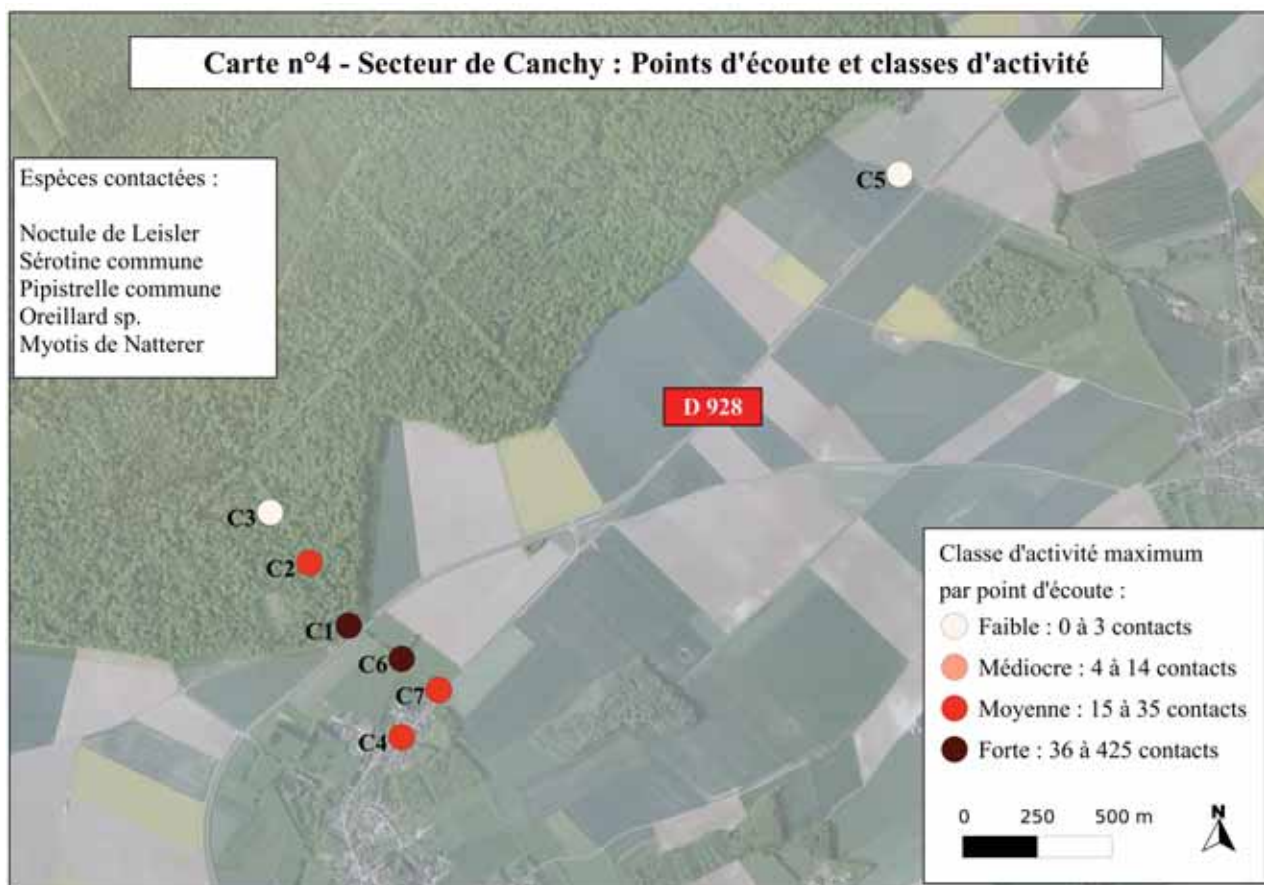 Carte n°4 - Secteur de Canchy : Points d'écoute et classes d'activité
Espèces contactées :
Noctule de Leisler
Sérotine commune
Pipistrelle commune
Oreillard sp.
Myotis de Natterer
C5
D 928
C3
C2
C1
C6
C7
C4
Classe d'activité maximum
par point d'écoute :
Faible : 0 à 3 contacts
Médiocre : 4 à 14 contacts
Moyenne : 15 à 35 contacts
Forte : 36 à 425 contacts
0 250 500 m
N